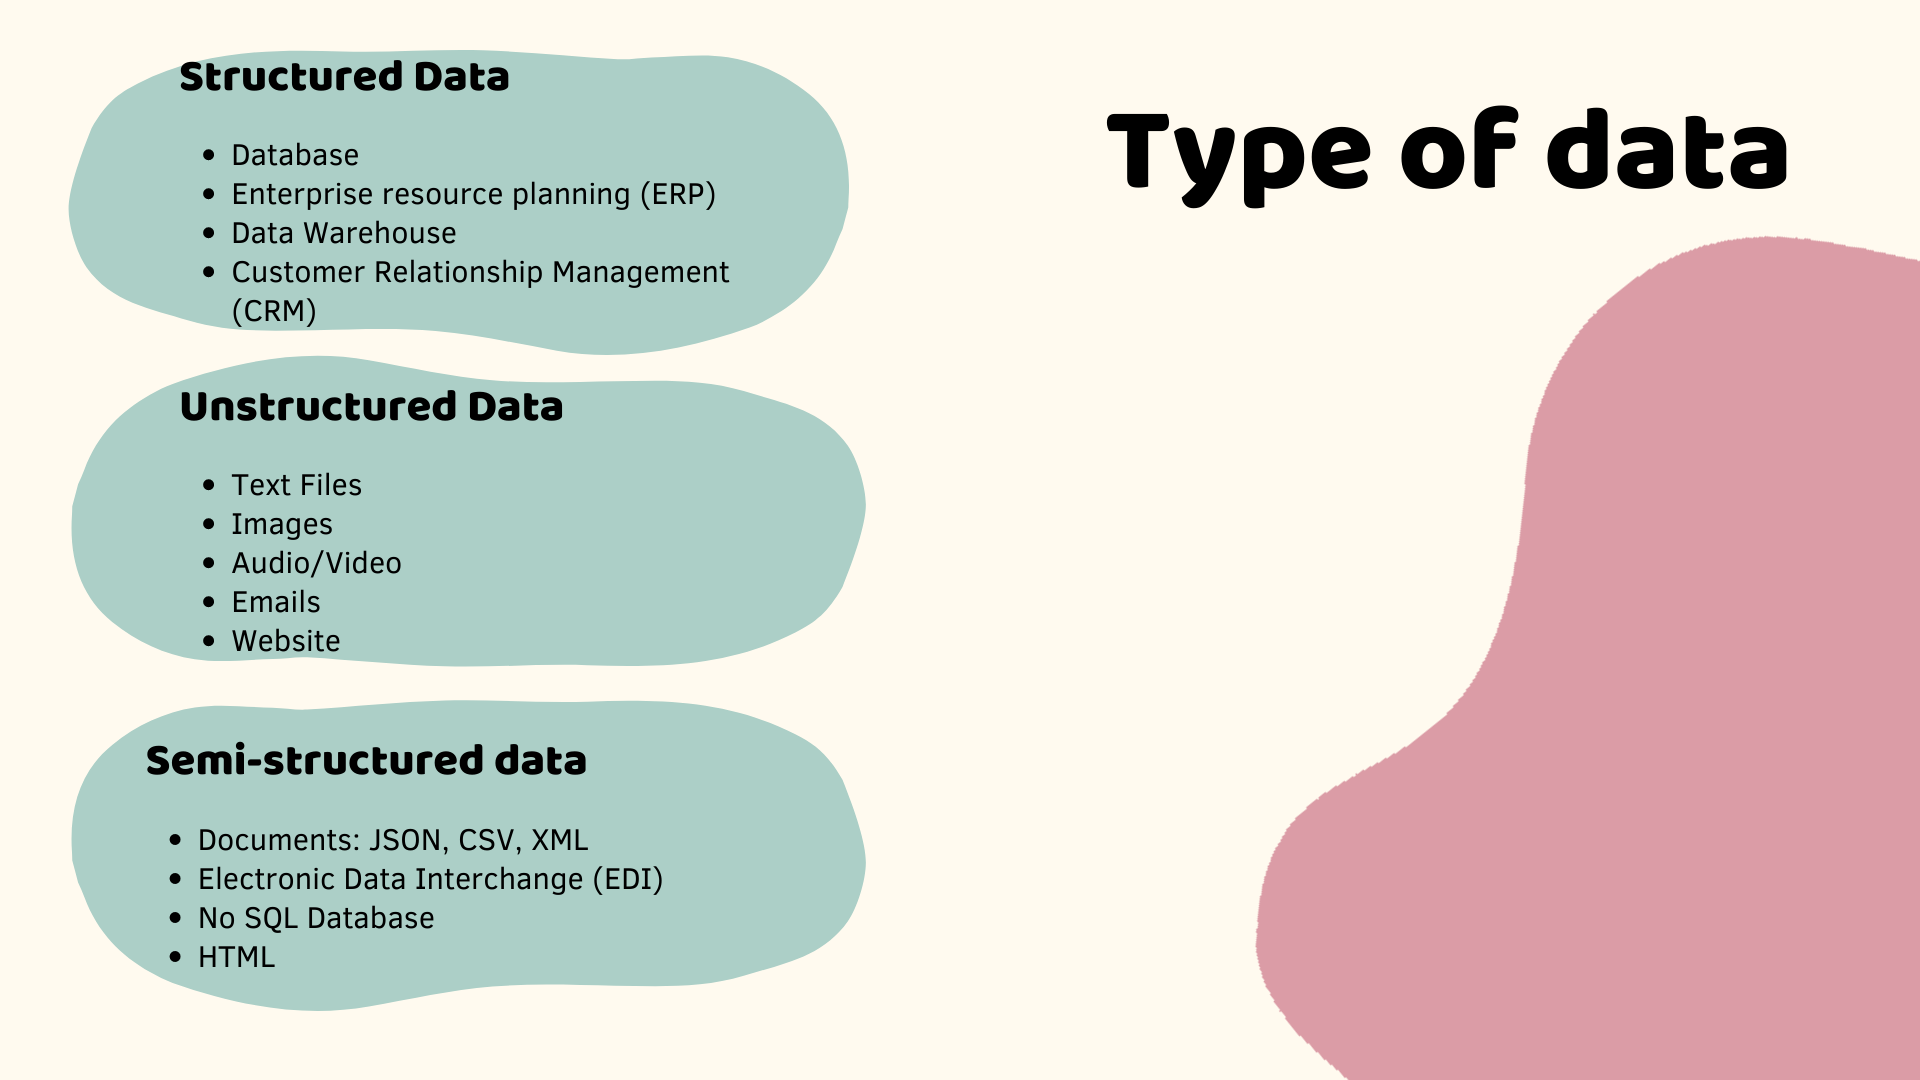 Type of data
Structured Data
Database
Enterprise resource planning (ERP)
Data Warehouse
Customer Relationship Management
(CRM)
Unstructured Data
Text Files
Images
Audio/Video
Emails
Website
Semi-structured data
Documents: JSON, CSV, XML
Electronic Data Interchange (EDI)
No SQL Database
HTML